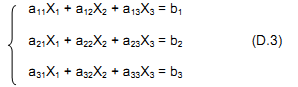 a₁₁X₁ + a₁₂X₂ + a₁₃X₃ = b₁
a₂₁X₁ + a₂₂X₂ + a₂₃X₃ = b₂ (D.3)
a₃₁X₁ + a₃₂X₂ + a₃₃X₃ = b₃